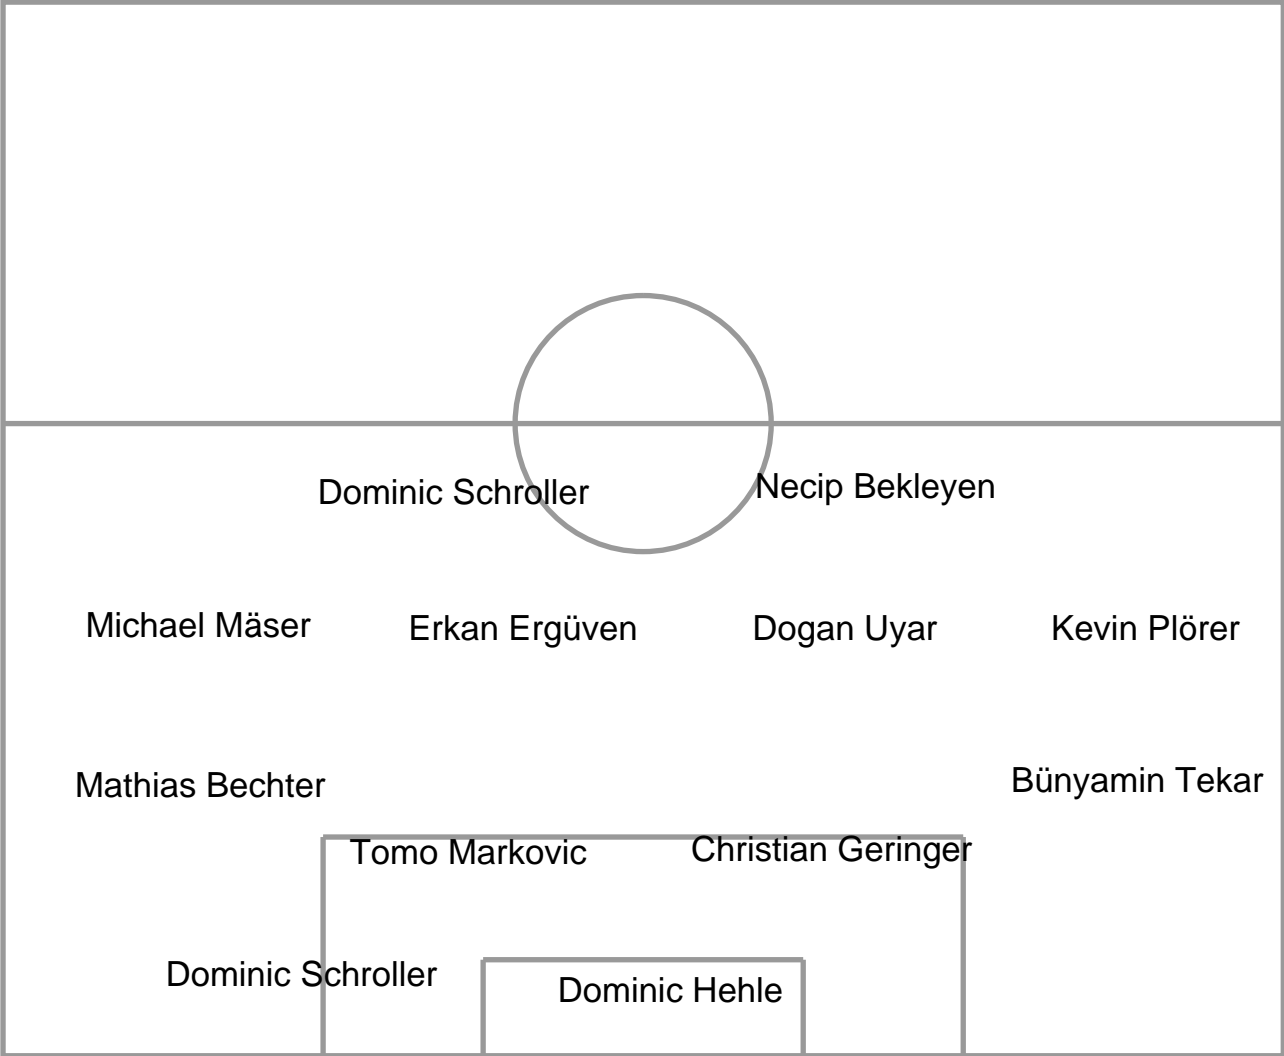 Dominic Schroller
Necip Bekleyen
Michael Mäser
Erkan Ergüven
Dogan Uyar
Kevin Plörer
Mathias Bechter
Bünyamin Tekar
Tomo Markovic
Christian Geringer
Dominic Schroller
Dominic Hehle